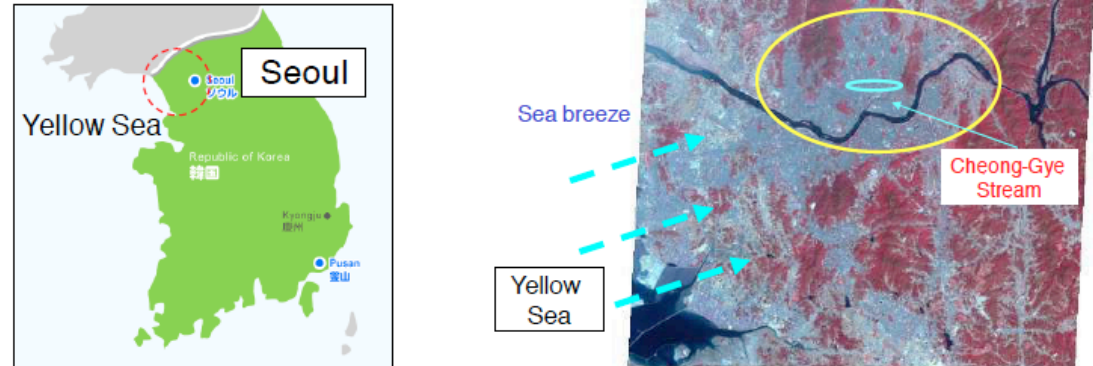 Seoul
Seoul
ソウル
Yellow Sea
Republic of Korea
韓国
Kyongju
慶州
Pusan
釜山
Sea breeze
Cheong-Gye
Stream
Yellow
Sea